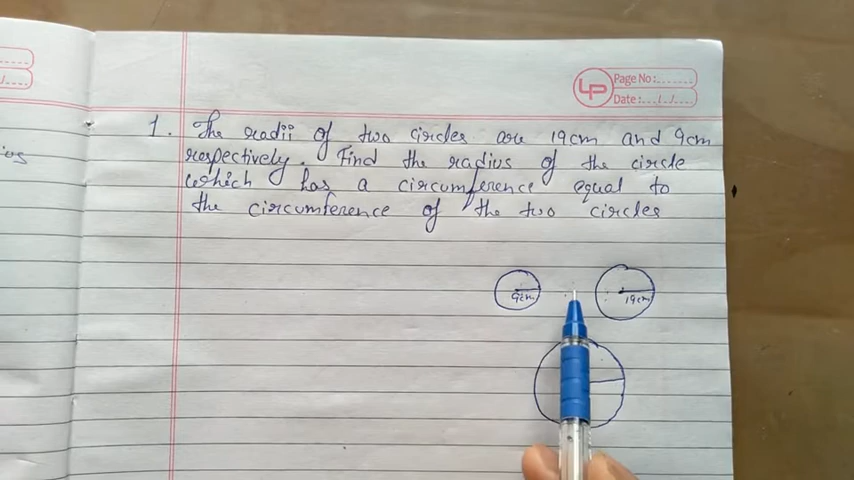 LP
Page No:
Date:
1. The radii of two circles are 19cm and 9cm
respectively. Find the radius of the circle
which has a circumference equal to
the circumference of the two circles
9cm
19cm